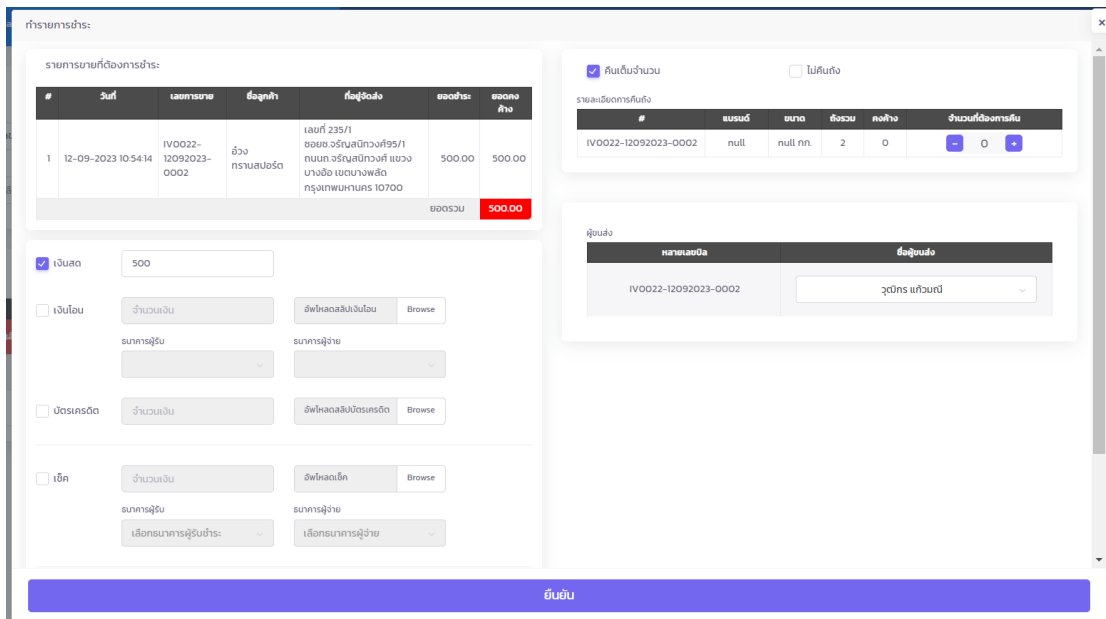 ทำรายการชำระ
×
รายการขายที่ต้องการชำระ
# วันที่ เลขการขาย ชื่อลูกค้า ที่อยู่จัดส่ง ยอดชำระ ยอดคงค้าง
1 12-09-2023 10:54:14 IV0022-12092023-0002 อ๋วง ทรานสปอร์ต เลขที่ 235/1 ซอยซ.จรัญสนิทวงศ์95/1 ถนนถ.จรัญสนิทวงศ์ แขวงบางอ้อ เขตบางพลัด กรุงเทพมหานคร 10700 500.00 500.00
ยอดรวม 500.00
เงินสด 500
เงินโอน จำนวนเงิน อัพโหลดสลิปเงินโอน Browse
ธนาคารผู้รับ ธนาคารผู้จ่าย
บัตรเครดิต จำนวนเงิน อัพโหลดสลิปบัตรเครดิต Browse
เช็ค จำนวนเงิน อัพโหลดเช็ค Browse
ธนาคารผู้รับ ธนาคารผู้จ่าย
เลือกธนาคารผู้รับชำระ เลือกธนาคารผู้จ่าย
คืนเต็มจำนวน ไม่คืนถัง
รายละเอียดการคืนถัง
# แบรนด์ ขนาด ถังรวม คงค้าง จำนวนที่ต้องการคืน
IV0022-12092023-0002 null null กก. 2 0 - 0 +
ผู้ขนส่ง
หลายเลขบิล ชื่อผู้ขนส่ง
IV0022-12092023-0002 วุฒิกร แก้วมณี
ยืนยัน